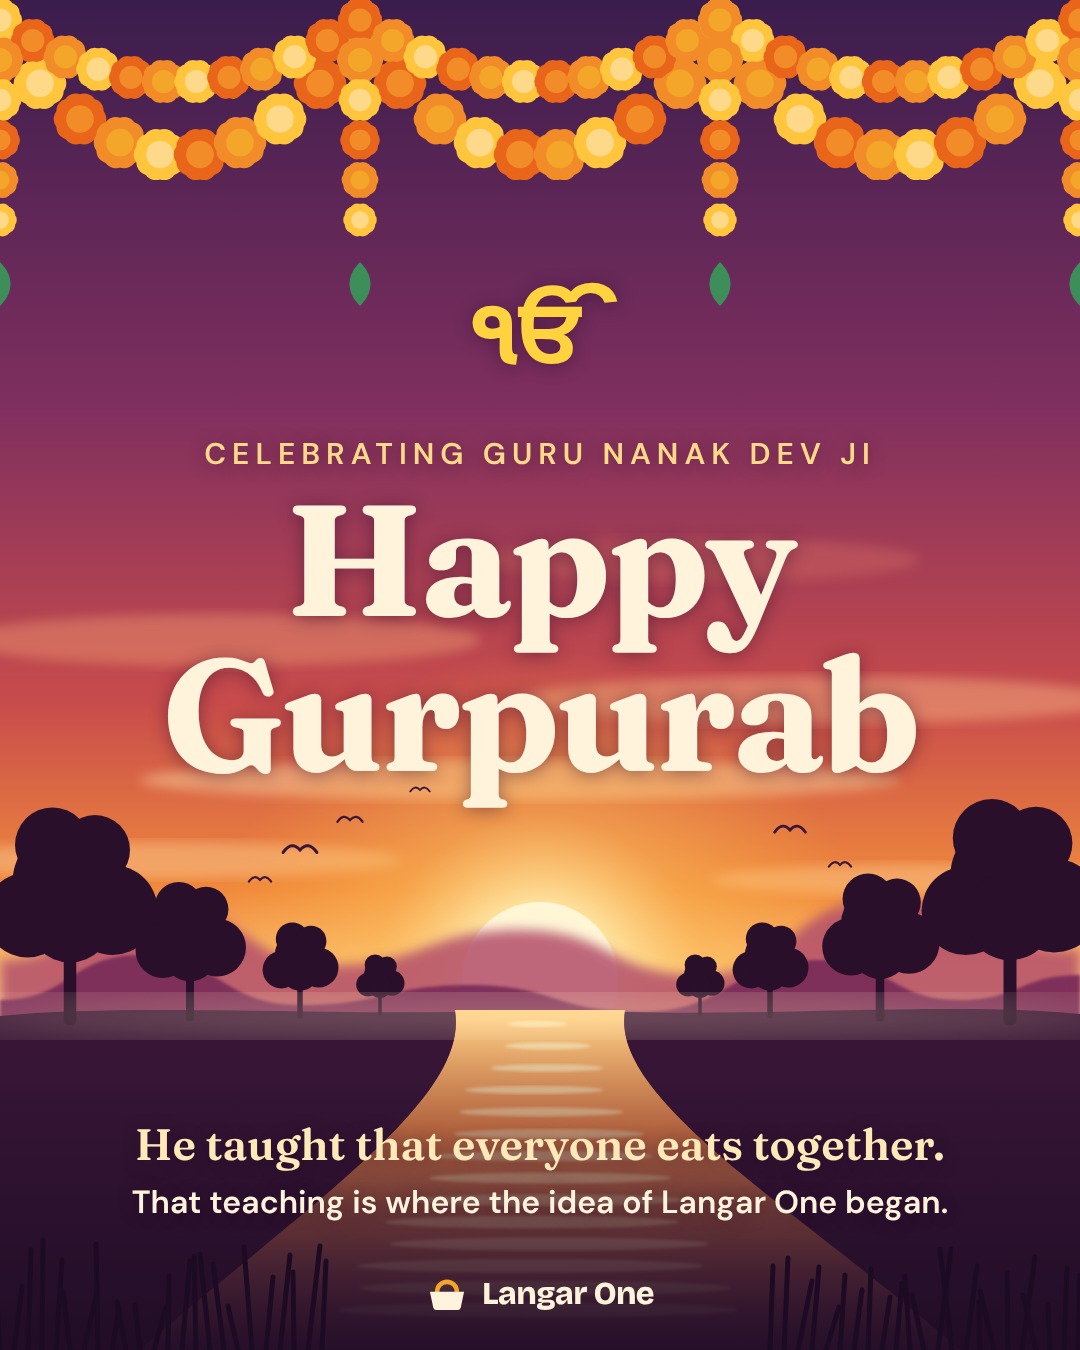 ੴ
CELEBRATING GURU NANAK DEV JI
Happy
Gurpurab
He taught that everyone eats together.
That teaching is where the idea of Langar One began.
Langar One